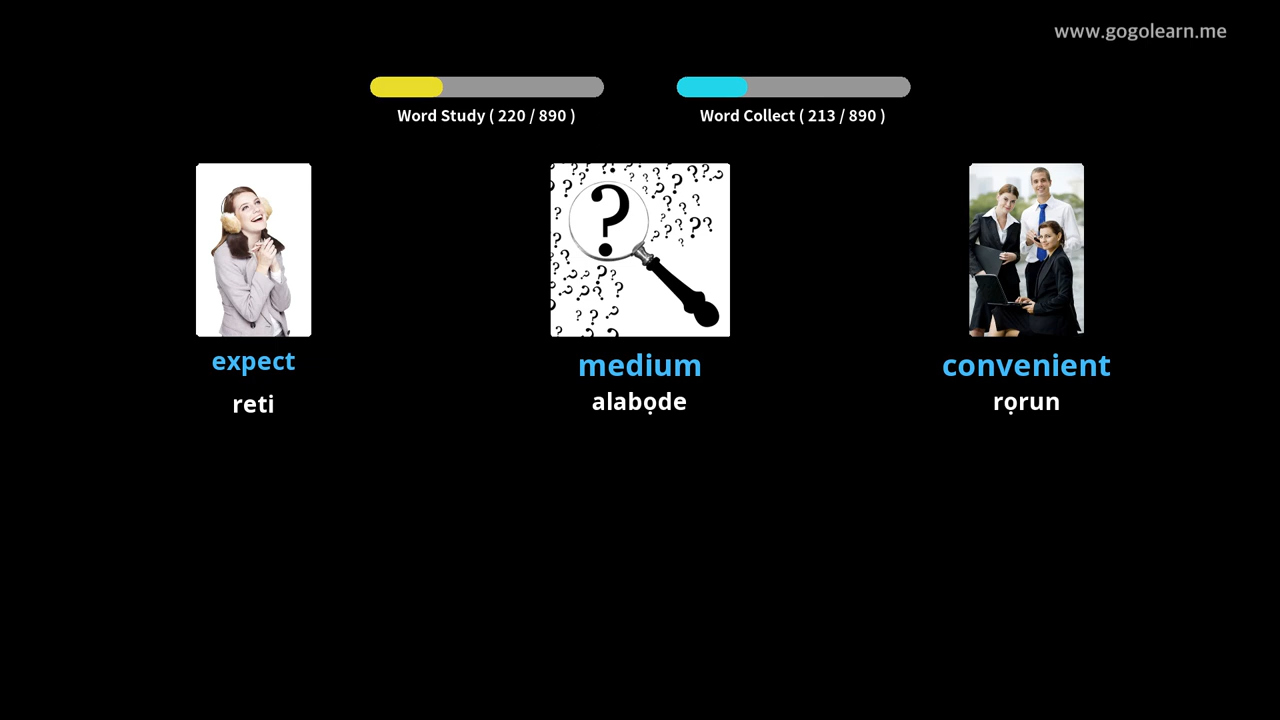 www.gogolearn.me
Word Study ( 220 / 890 )
Word Collect ( 213 / 890 )
expect
medium
convenient
reti
alabọde
rọrun